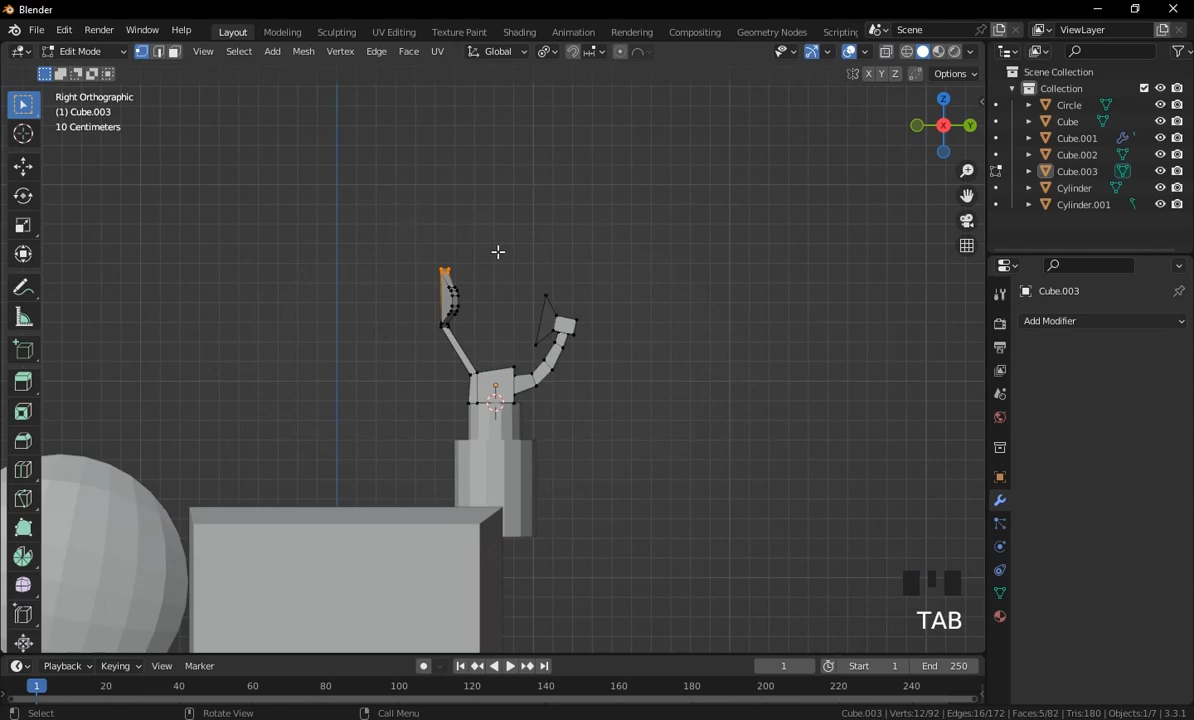 Blender
File Edit Render Window Help Layout Modeling Sculpting UV Editing Texture Paint Shading Animation Rendering Compositing Geometry Nodes Scripting Scene ViewLayer
Edit Mode View Select Add Mesh Vertex Edge Face UV Global
X Y Z Options
Right Orthographic
(1) Cube.003
10 Centimeters
Z
X
Y
Scene Collection
Collection
Circle
Cube
Cube.001
Cube.002
Cube.003
Cylinder
Cylinder.001
Cube.003
Add Modifier
TAB
Playback Keying View Marker 1 Start 1 End 250
1 20 40 60 80 100 120 140 160 180 200 220 240
Select Rotate View Call Menu Cube.003 | Verts:12/92 | Edges:16/172 | Faces:5/82 | Tris:180 | Objects:1/7 | 3.3.1